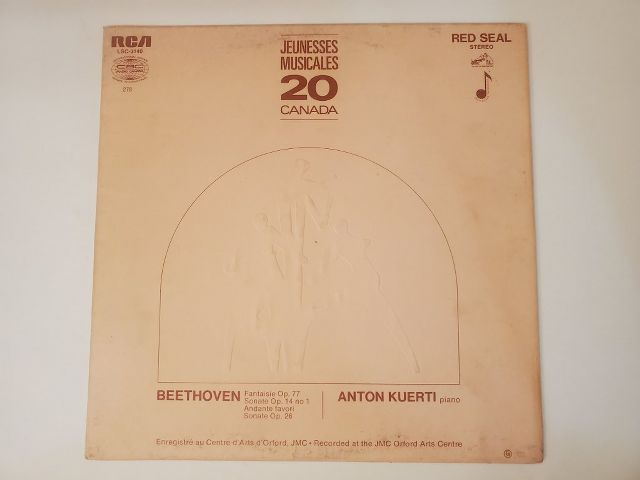 RCA
LSC-3140
CBC
278
JEUNESSES
MUSICALES
20
CANADA
RED SEAL
STEREO
BEETHOVEN
Fantaisie Op. 77
Sonate Op. 14 no 1
Andante favori
Sonate Op. 26
ANTON KUERTI piano
Enregistré au Centre d'Arts d'Orford, JMC • Recorded at the JMC Orford Arts Centre